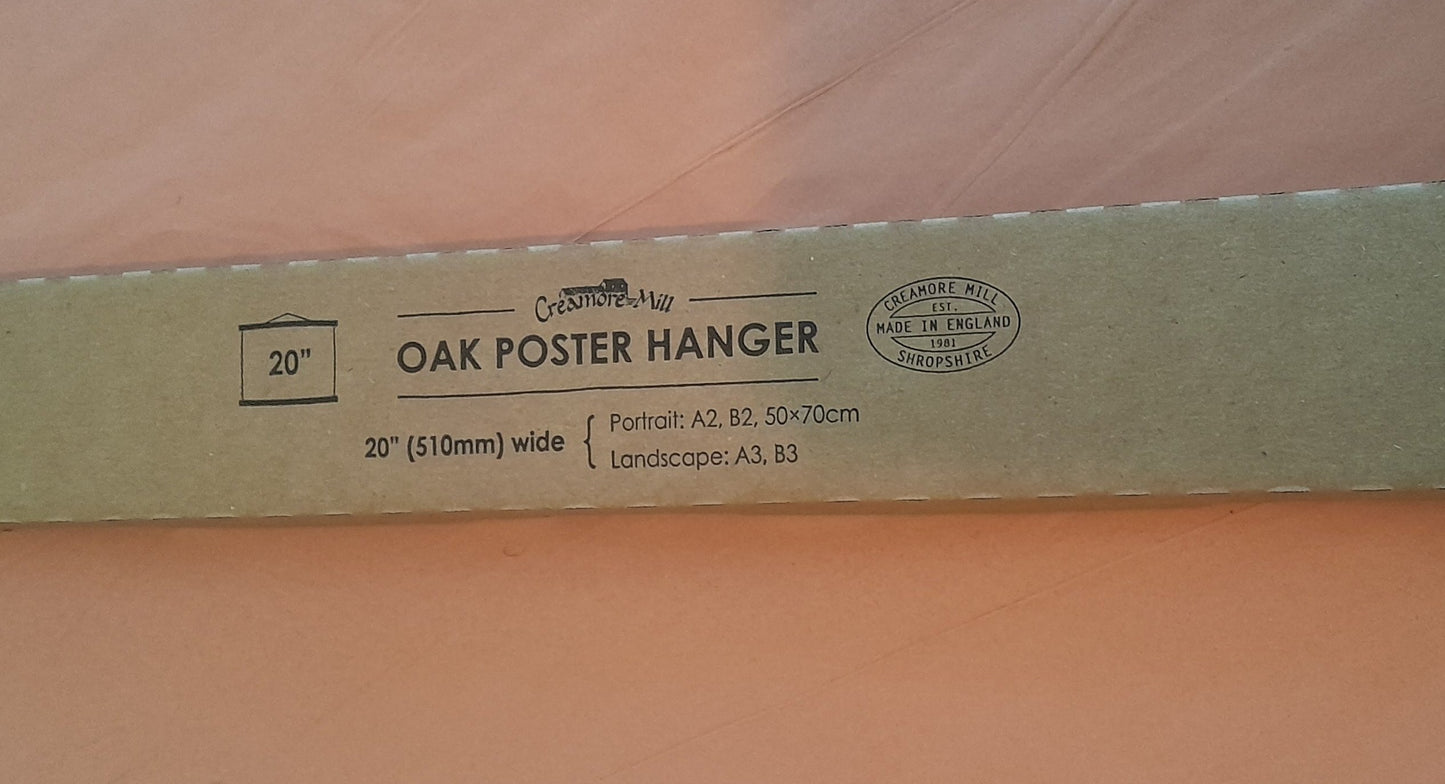 20"
Creamore Mill
OAK POSTER HANGER
20" (510mm) wide
Portrait: A2, B2, 50×70cm
Landscape: A3, B3
CREAMORE MILL
EST.
MADE IN ENGLAND
1981
SHROPSHIRE